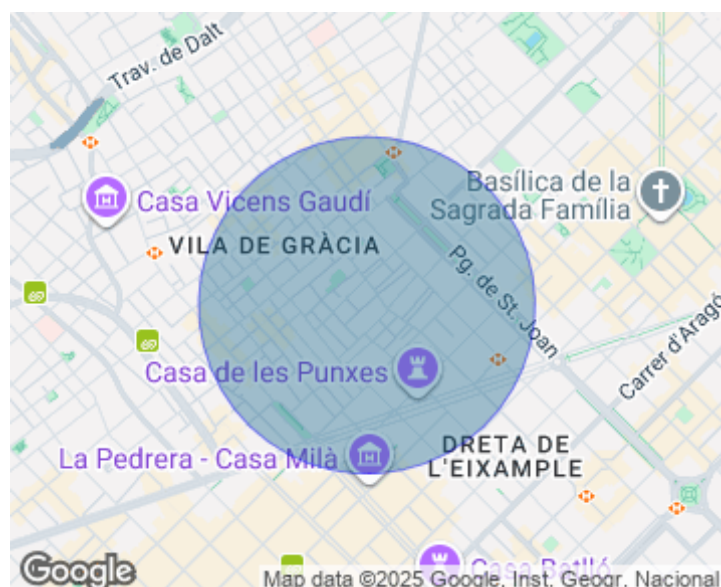 Trav. de Dalt
Casa Vicens Gaudí
Basílica de la
Sagrada Família
VILA DE GRÀCIA
Pg. de St. Joan
Carrer d'Aragó
Casa de les Punxes
La Pedrera - Casa Milà
DRETA DE
L'EIXAMPLE
Casa Batlló
Google
Map data ©2025 Google, Inst. Geogr. Nacional